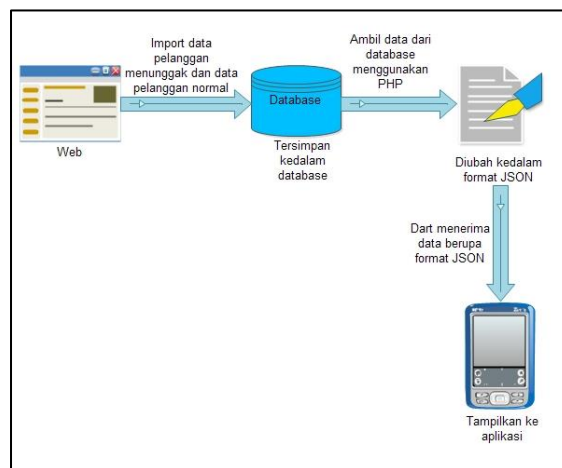 Import data
pelanggan
menunggak dan data
pelanggan normal
Web
Database
Tersimpan
kedalam
database
Ambil data dari
database
menggunakan
PHP
Diubah kedalam
format JSON
Dart menerima
data berupa
format JSON
Tampilkan ke
aplikasi